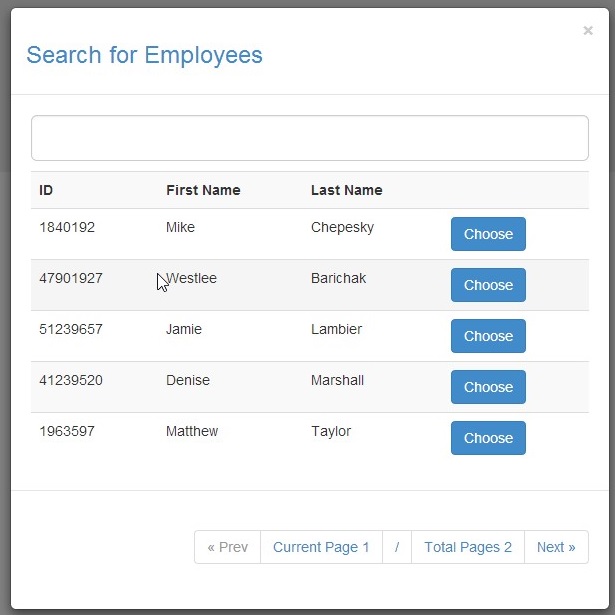 ×
Search for Employees
ID First Name Last Name
1840192 Mike Chepesky Choose
47901927 Westlee Barichak Choose
51239657 Jamie Lambier Choose
41239520 Denise Marshall Choose
1963597 Matthew Taylor Choose
« Prev Current Page 1 / Total Pages 2 Next »